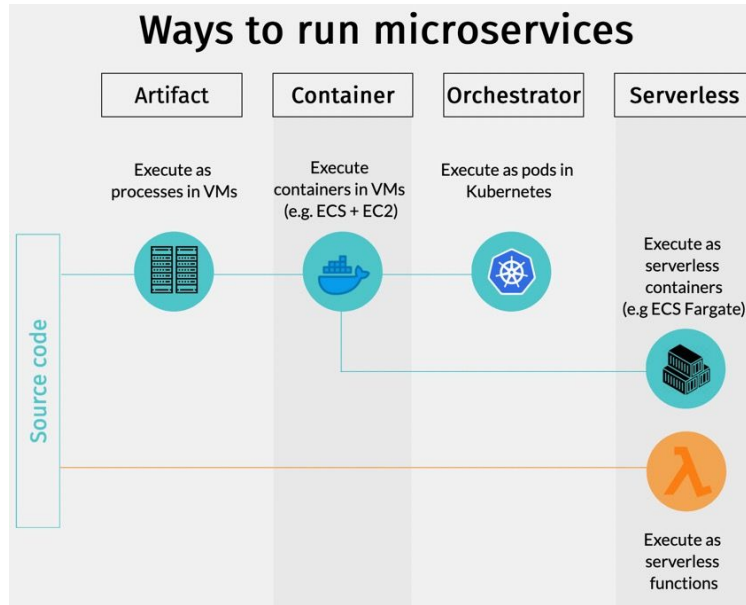 Ways to run microservices
Artifact
Container
Orchestrator
Serverless
Execute as
processes in VMs
Execute
containers in VMs
(e.g. ECS + EC2)
Execute as pods in
Kubernetes
Execute as
serverless
containers
(e.g ECS Fargate)
Source code
λ
Execute as
serverless
functions